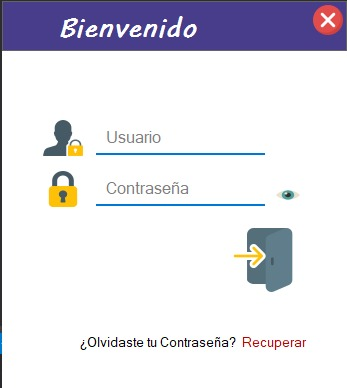 Bienvenido
Usuario
Contraseña
¿Olvidaste tu Contraseña? Recuperar